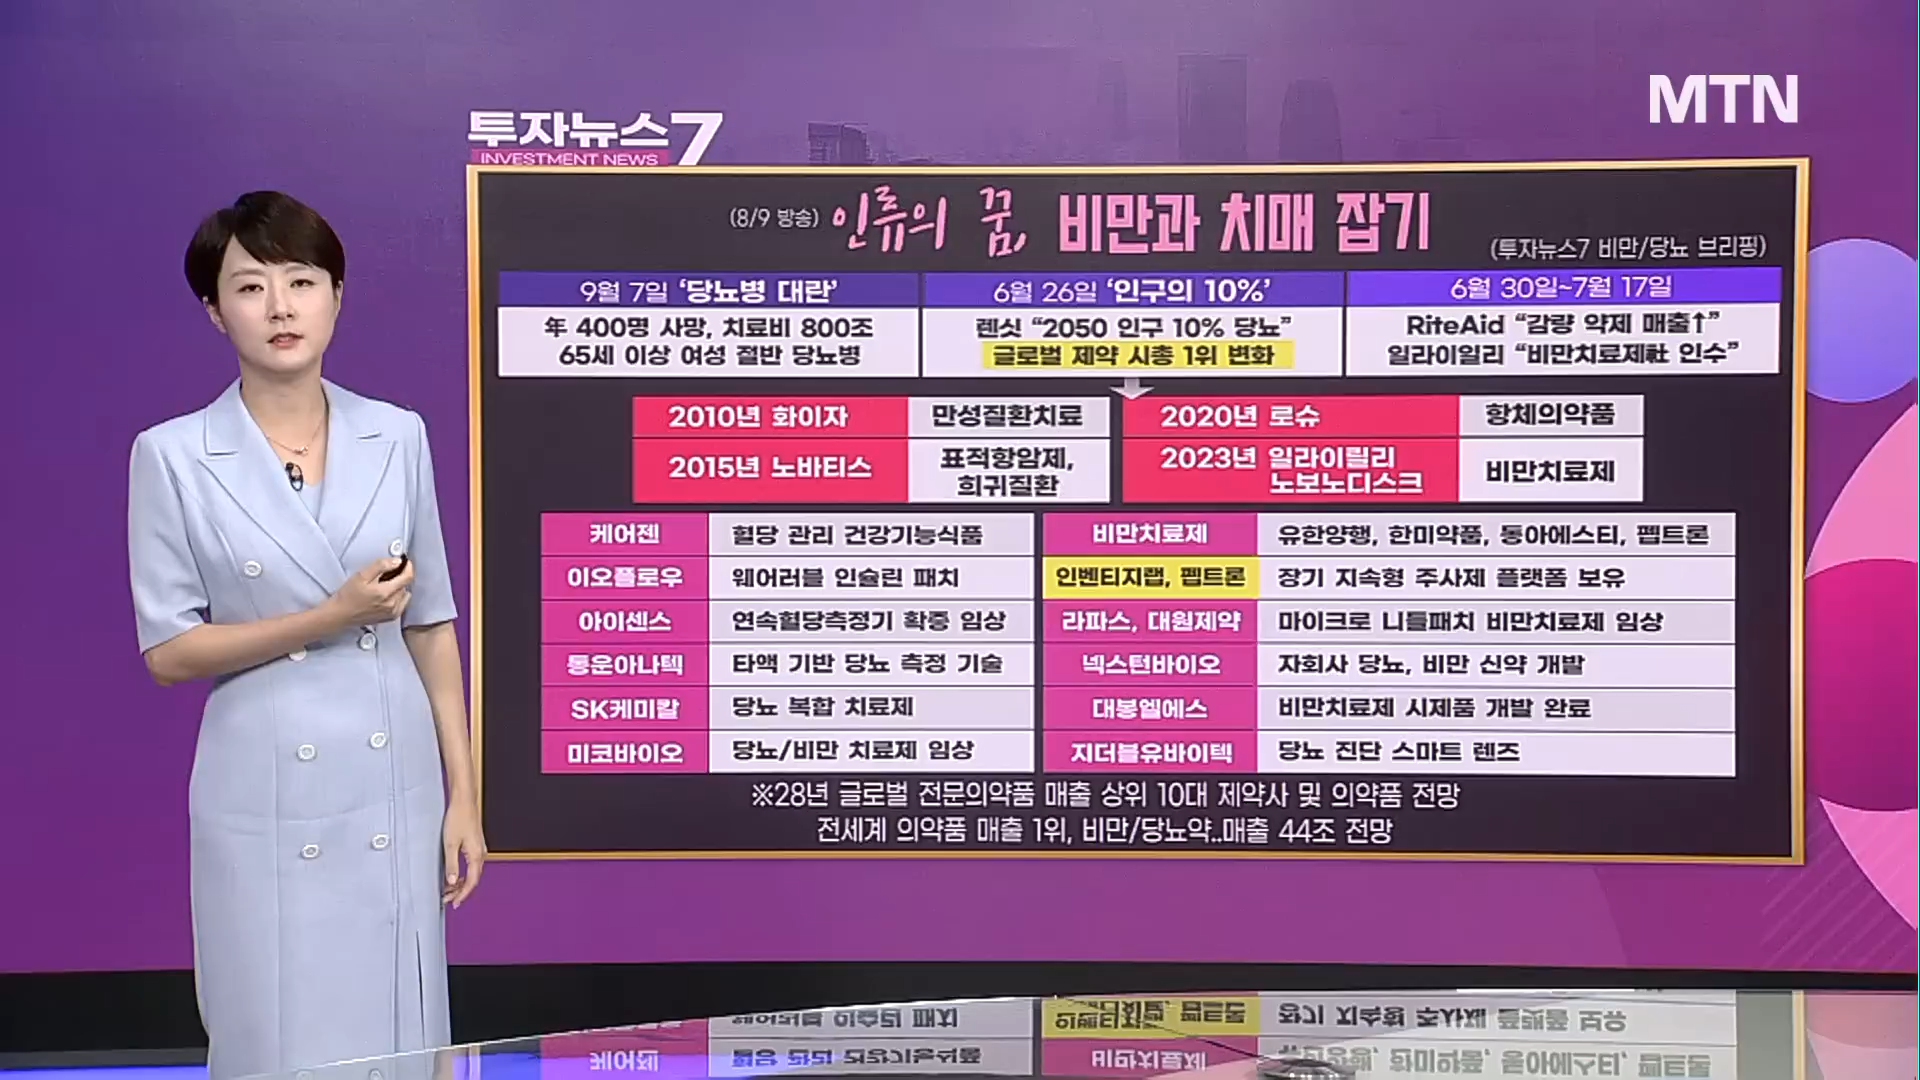 MTN
투자뉴스7
INVESTMENT NEWS
(8/9 방송) 인류의 꿈, 비만과 치매 잡기
(투자뉴스7 비만/당뇨 브리핑)
9월 7일 '당뇨병 대란'
年 400명 사망, 치료비 800조
65세 이상 여성 절반 당뇨병
6월 26일 '인구의 10%'
렌싯 "2050 인구 10% 당뇨"
글로벌 제약 시총 1위 변화
6월 30일~7월 17일
RiteAid "감량 약제 매출↑"
일라이일리 "비만치료제社 인수"
2010년 화이자 만성질환치료
2015년 노바티스 표적항암제,
희귀질환
2020년 로슈 항체의약품
2023년 일라이릴리
노보노디스크 비만치료제
케어젠 혈당 관리 건강기능식품
이오플로우 웨어러블 인슐린 패치
아이센스 연속혈당측정기 확증 임상
동운아나텍 타액 기반 당뇨 측정 기술
SK케미칼 당뇨 복합 치료제
미코바이오 당뇨/비만 치료제 임상
비만치료제 유한양행, 한미약품, 동아에스티, 펩트론
인벤티지랩, 펩트론 장기 지속형 주사제 플랫폼 보유
라파스, 대원제약 마이크로 니들패치 비만치료제 임상
넥스턴바이오 자회사 당뇨, 비만 신약 개발
대봉엘에스 비만치료제 시제품 개발 완료
지더블유바이텍 당뇨 진단 스마트 렌즈
※28년 글로벌 전문의약품 매출 상위 10대 제약사 및 의약품 전망
전세계 의약품 매출 1위, 비만/당뇨약..매출 44조 전망